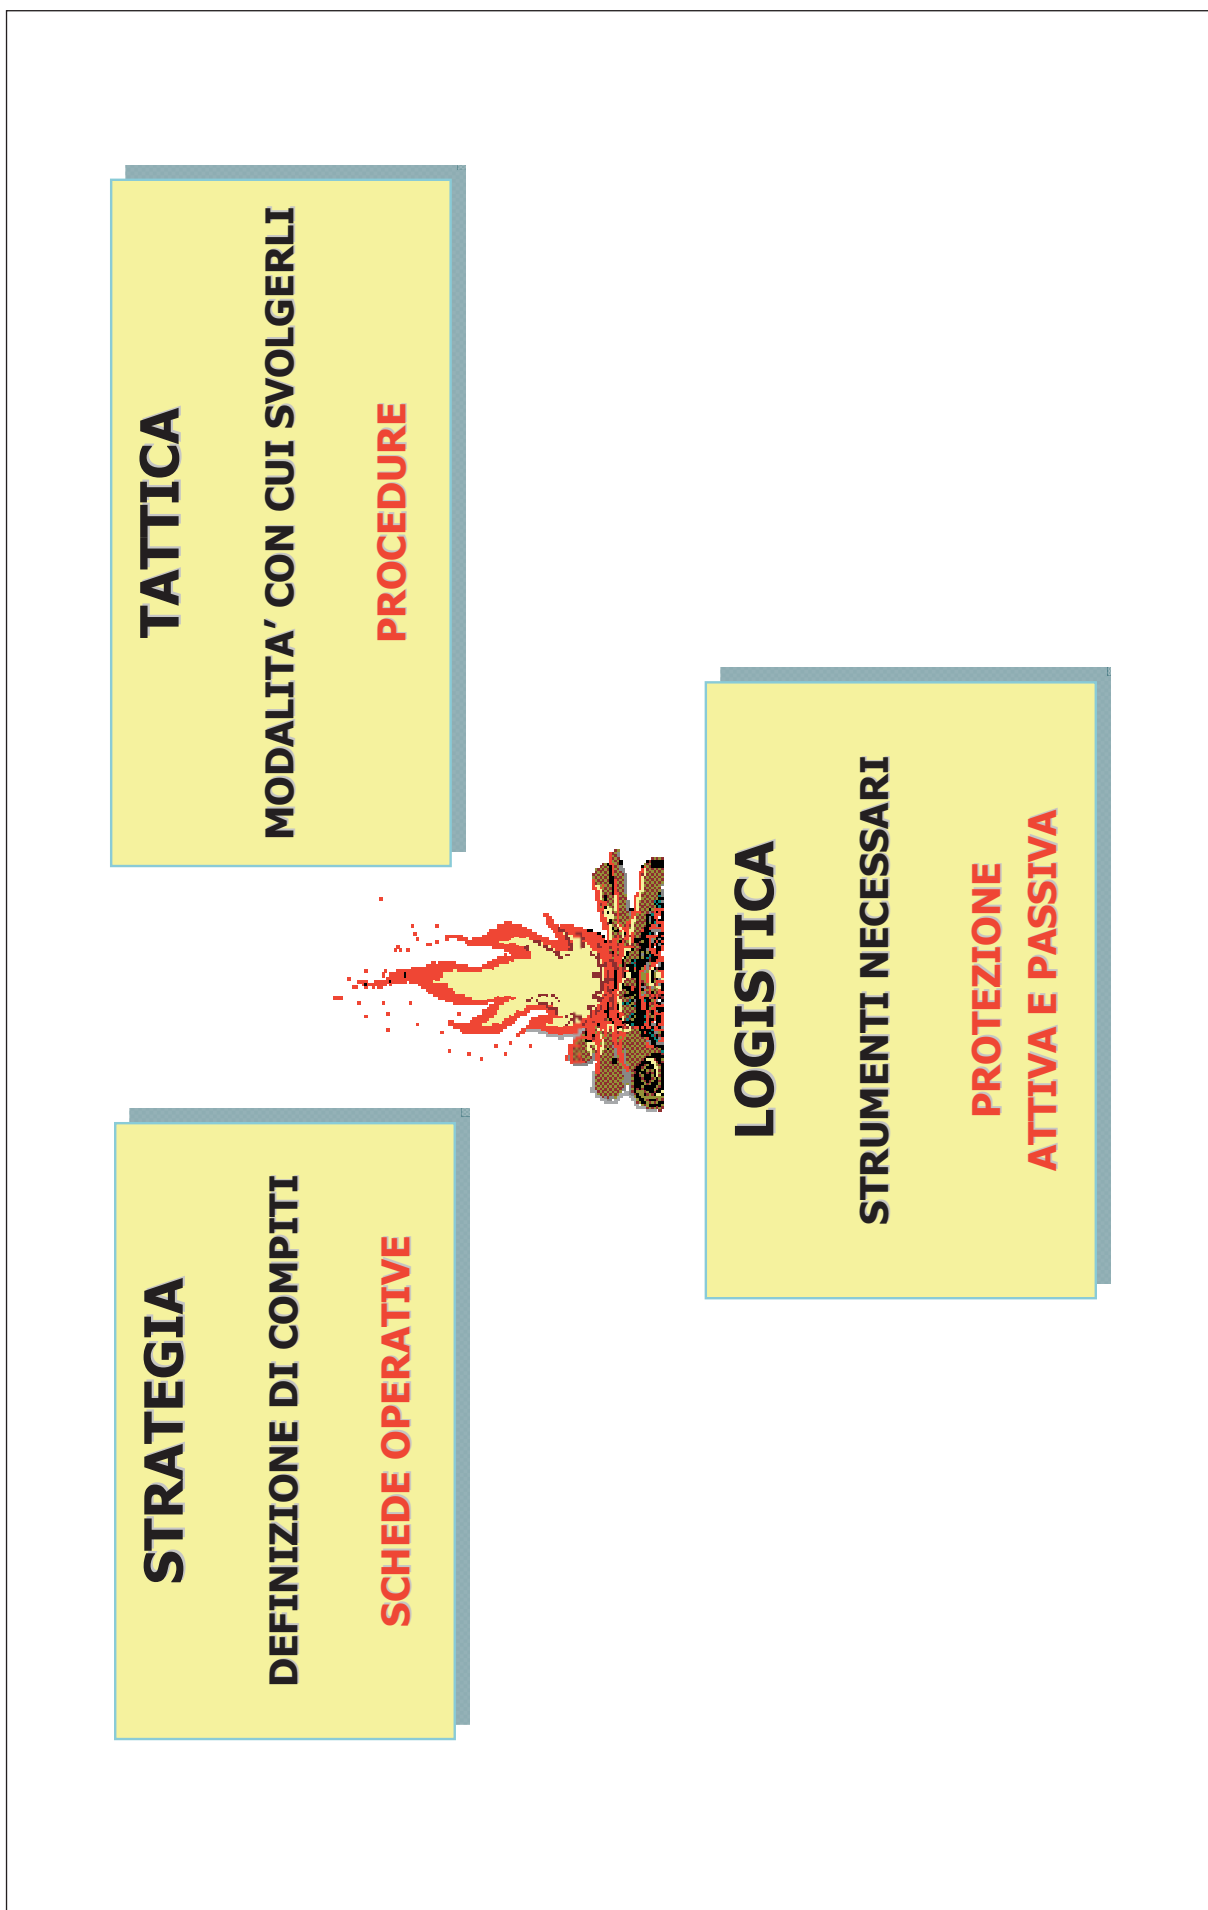 STRATEGIA
DEFINIZIONE DI COMPITI
SCHEDE OPERATIVE
TATTICA
MODALITA’ CON CUI SVOLGERLI
PROCEDURE
LOGISTICA
STRUMENTI NECESSARI
PROTEZIONE
ATTIVA E PASSIVA